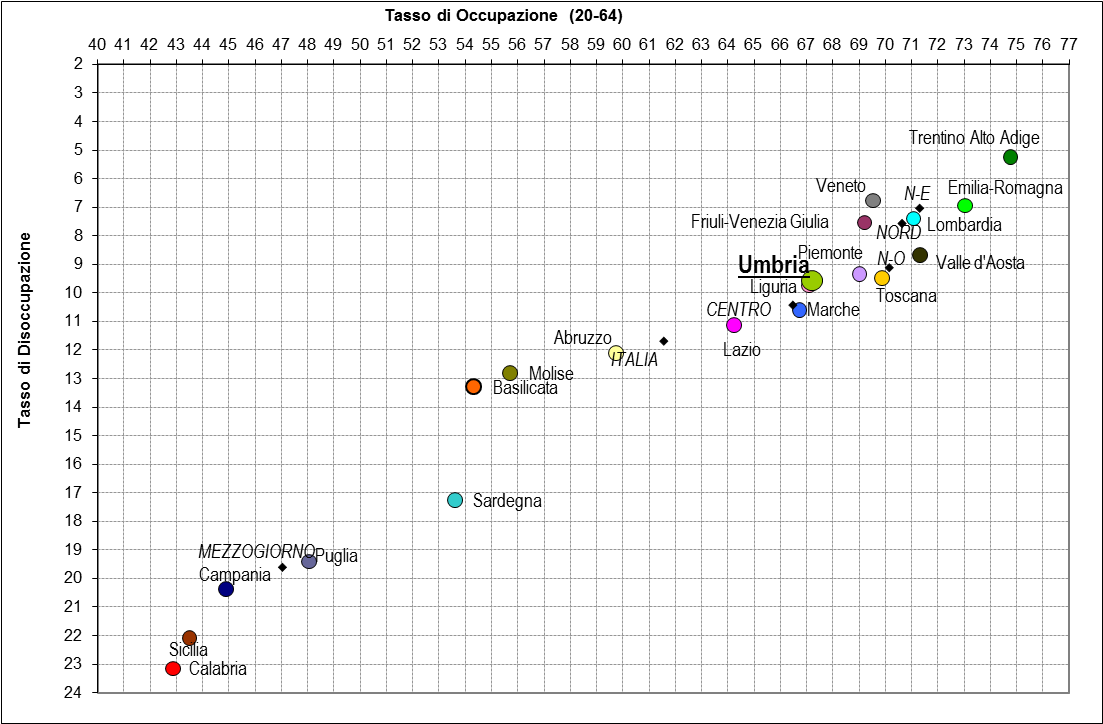 Tasso di Occupazione (20-64)
40 41 42 43 44 45 46 47 48 49 50 51 52 53 54 55 56 57 58 59 60 61 62 63 64 65 66 67 68 69 70 71 72 73 74 75 76 77
2
3
4
5
6
7
8
9
10
11
12
13
14
15
16
17
18
19
20
21
22
23
24
Tasso di Disoccupazione
Trentino Alto Adige
Veneto
N-E
Emilia-Romagna
Friuli-Venezia Giulia
NORD
Lombardia
Piemonte
N-O
Valle d'Aosta
Umbria
Liguria
Toscana
CENTRO
Marche
Abruzzo
ITALIA
Lazio
Molise
Basilicata
Sardegna
MEZZOGIORNO
Puglia
Campania
Sicilia
Calabria